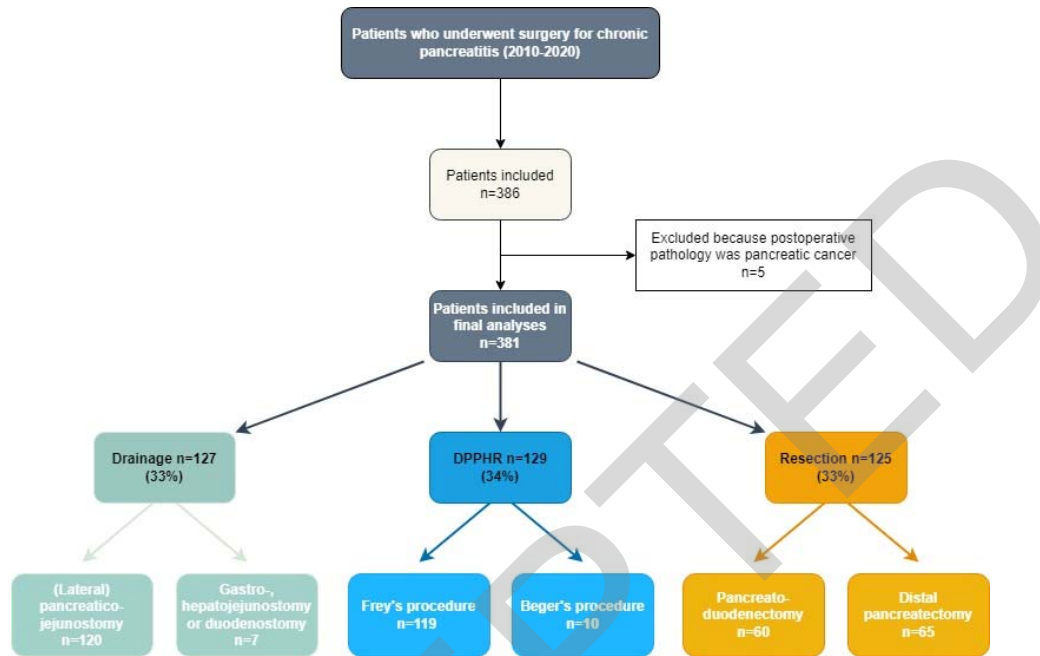 Patients who underwent surgery for chronic
pancreatitis (2010-2020)
Patients included
n=386
Excluded because postoperative
pathology was pancreatic cancer
n=5
Patients included in
final analyses
n=381
Drainage n=127
(33%)
DPPHR n=129
(34%)
Resection n=125
(33%)
(Lateral)
pancreatico-
jejunostomy
n=120
Gastro-,
hepatojejunostomy
or duodenostomy
n=7
Frey's procedure
n=119
Beger's procedure
n=10
Pancreato-
duodenectomy
n=60
Distal
pancreatectomy
n=65
PTED